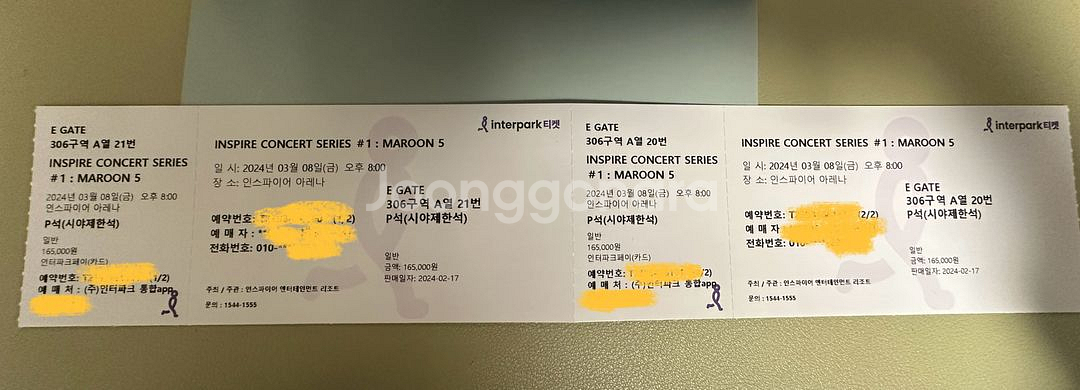 E GATE
306구역 A열 21번
INSPIRE CONCERT SERIES
#1 : MAROON 5
2024년 03월 08일(금) 오후 8:00
인스파이어 아레나
P석(시야제한석)
일반
165,000원
인터파크페이(카드)
예약번호: /2)
예 매 처 : (주)인터파크 통합app
interpark 티켓
INSPIRE CONCERT SERIES #1 : MAROON 5
일 시: 2024년 03월 08일(금) 오후 8:00
장 소: 인스파이어 아레나
E GATE
306구역 A열 21번
P석(시야제한석)
예약번호: 2)
예 매 자 :
전화번호: 010-
일반
금액: 165,000원
판매일자: 2024-02-17
주최 / 주관 : 인스파이어 엔터테인먼트 리조트
문의 : 1544-1555
E GATE
306구역 A열 20번
INSPIRE CONCERT SERIES
#1 : MAROON 5
2024년 03월 08일(금) 오후 8:00
인스파이어 아레나
P석(시야제한석)
일반
165,000원
인터파크페이(카드)
예약번호: /2)
예 매 처 : (주)인터파크 통합app
interpark 티켓
INSPIRE CONCERT SERIES #1 : MAROON 5
일 시: 2024년 03월 08일(금) 오후 8:00
장 소: 인스파이어 아레나
E GATE
306구역 A열 20번
P석(시야제한석)
예약번호: T (2/2)
예 매 자 :
전화번호: 010
일반
금액: 165,000원
판매일자: 2024-02-17
주최 / 주관 : 인스파이어 엔터테인먼트 리조트
문의 : 1544-1555